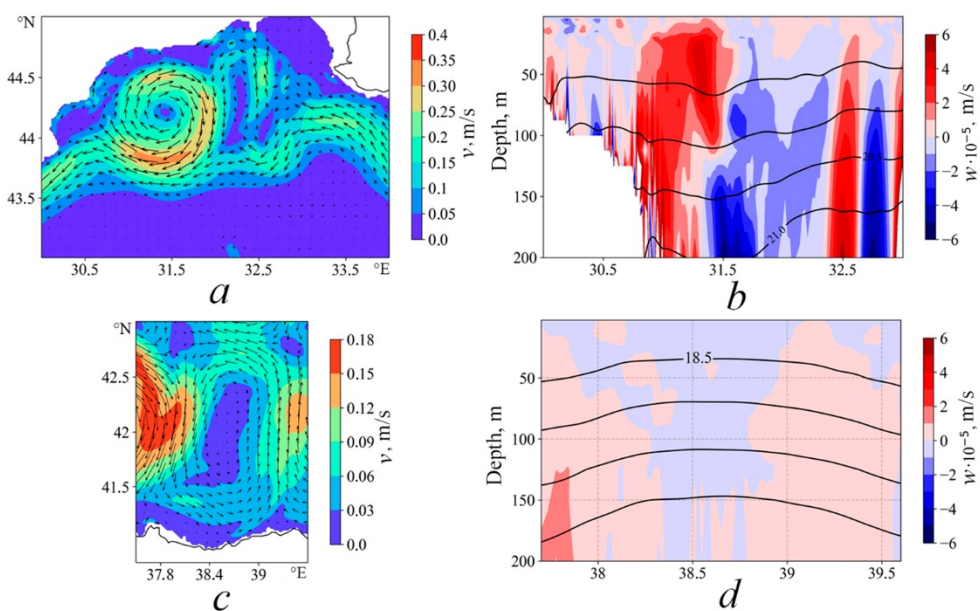 °N
44.5
44
43.5
30.5 31.5 32.5 33.5 °E
0.4
0.35
0.30
0.25
0.2
0.15
0.1
0.05
0.0
v, m/s
a
Depth, m
50
100
150
200
20.5
21.0
30.5 31.5 32.5
6
4
2
0
−2
−4
−6
w·10⁻⁵, m/s
b
°N
42.5
42
41.5
37.8 38.4 39 °E
0.18
0.15
0.12
0.09
0.06
0.03
0.0
v, m/s
c
Depth, m
50
100
150
200
18.5
38 38.5 39 39.5
6
4
2
0
−2
−4
−6
w·10⁻⁵, m/s
d